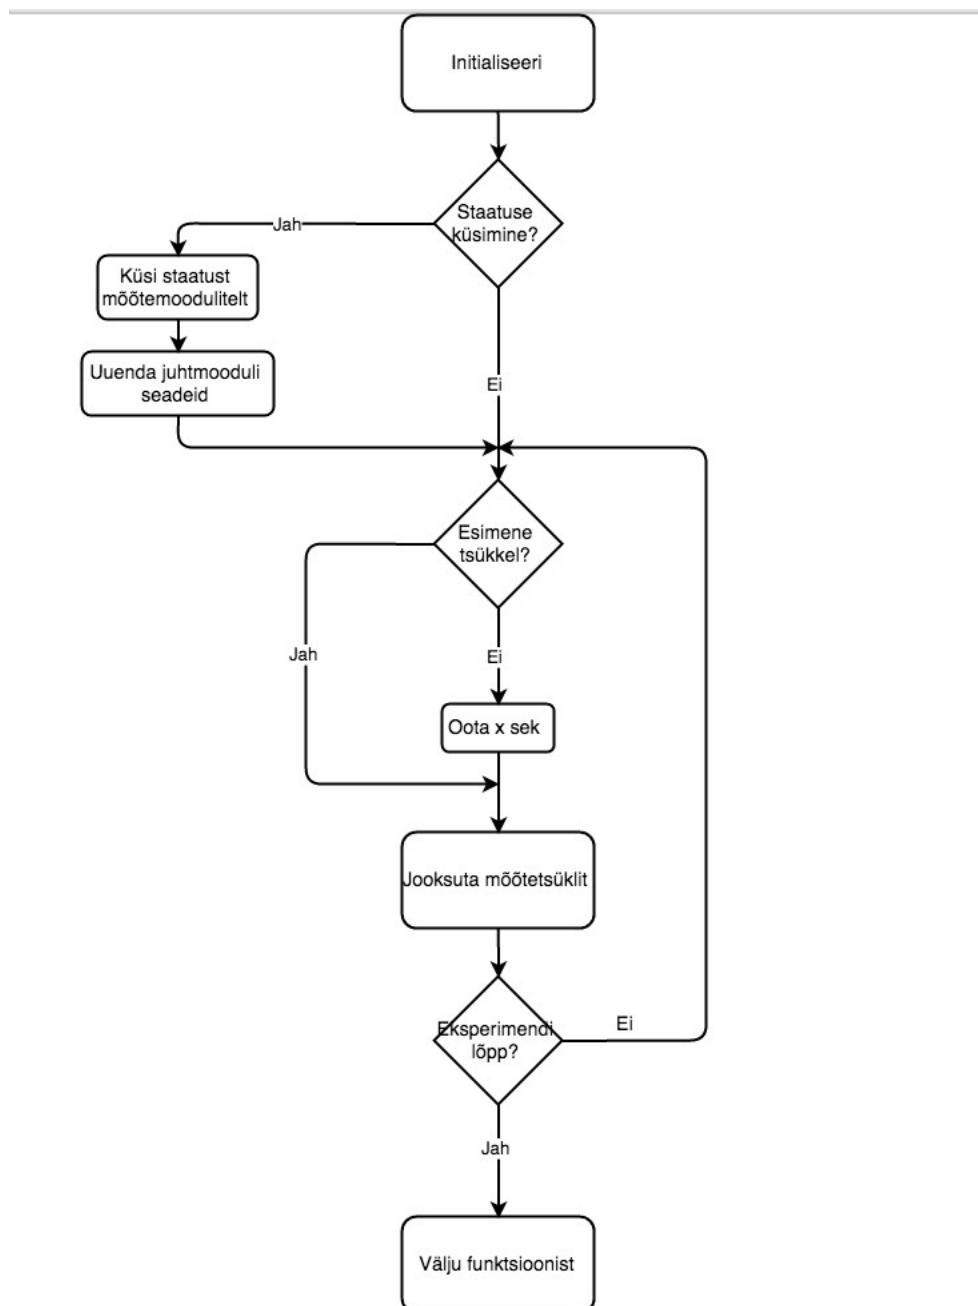 Initialiseeri
Staatuse
küsimine?
Jah
Küsi staatust
mõõtemoodulitelt
Uuenda juhtmooduli
seadeid
Ei
Esimene
tsükkel?
Jah
Ei
Oota x sek
Jooksuta mõõtetsüklit
Eksperimendi
lõpp?
Ei
Jah
Välju funktsioonist